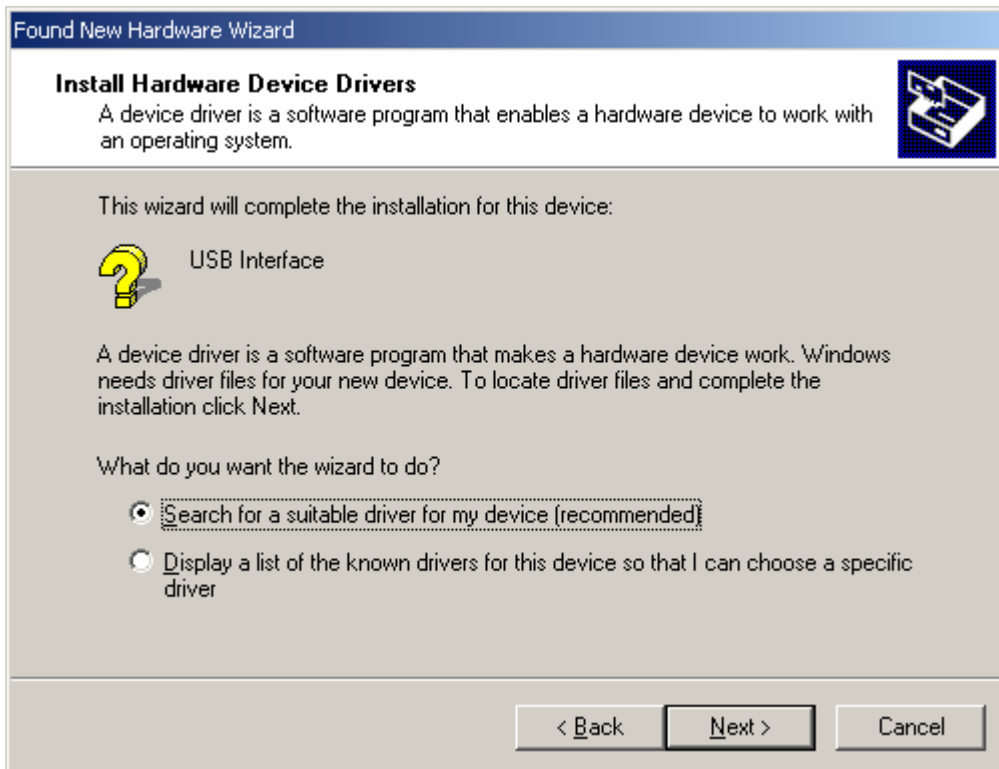 Found New Hardware Wizard
Install Hardware Device Drivers
A device driver is a software program that enables a hardware device to work with
an operating system.
This wizard will complete the installation for this device:
USB Interface
A device driver is a software program that makes a hardware device work. Windows
needs driver files for your new device. To locate driver files and complete the
installation click Next.
What do you want the wizard to do?
Search for a suitable driver for my device (recommended)
Display a list of the known drivers for this device so that I can choose a specific
driver
< Back Next > Cancel